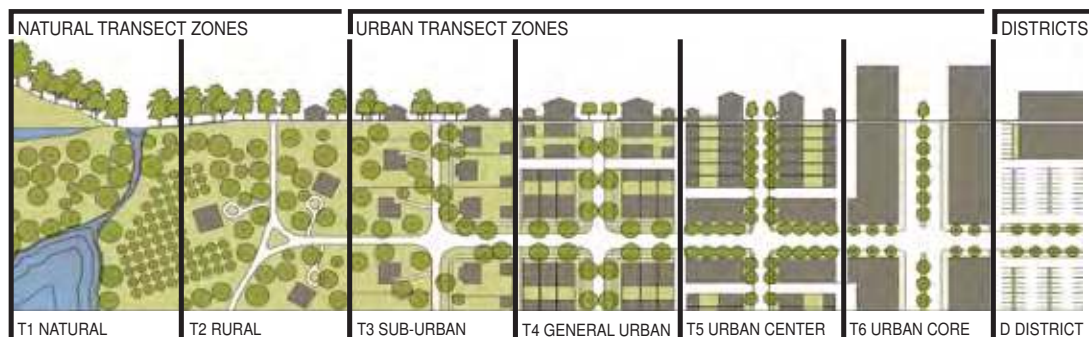 NATURAL TRANSECT ZONES
URBAN TRANSECT ZONES
DISTRICTS
T1 NATURAL
T2 RURAL
T3 SUB-URBAN
T4 GENERAL URBAN
T5 URBAN CENTER
T6 URBAN CORE
D DISTRICT